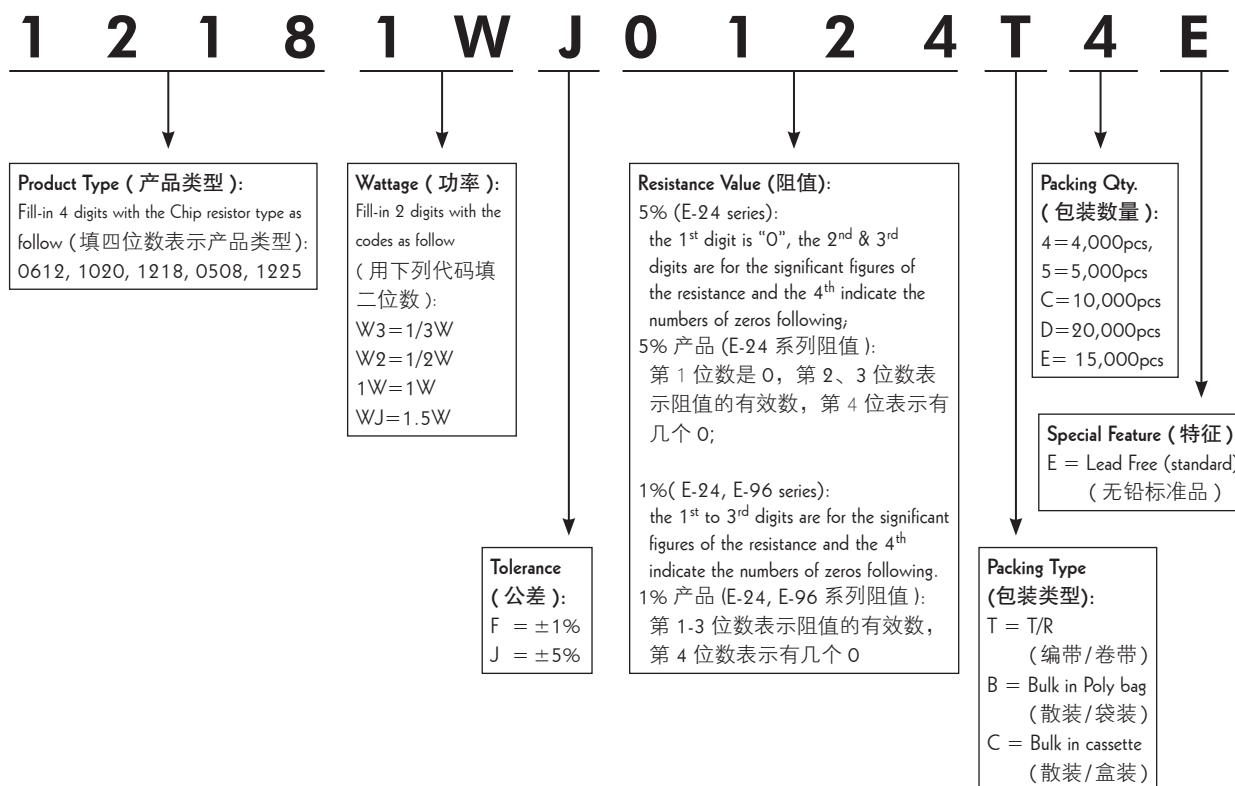 1 2 1 8 1 W J 0 1 2 4 T 4 E
Product Type ( 产品类型 ):
Fill-in 4 digits with the Chip resistor type as
follow ( 填四位数表示产品类型 ):
0612, 1020, 1218, 0508, 1225
Wattage ( 功率 ):
Fill-in 2 digits with the
codes as follow
( 用下列代码填
二位数 ):
W3=1/3W
W2=1/2W
1W=1W
WJ=1.5W
Tolerance
( 公差 ):
F = ±1%
J = ±5%
Resistance Value (阻值):
5% (E-24 series):
the 1st digit is “0”, the 2nd & 3rd
digits are for the significant figures of
the resistance and the 4th indicate the
numbers of zeros following;
5% 产品 (E-24 系列阻值 ):
第 1 位数是 0，第 2、3 位数表
示阻值的有效数，第 4 位表示有
几个 0;
1%( E-24, E-96 series):
the 1st to 3rd digits are for the significant
figures of the resistance and the 4th
indicate the numbers of zeros following.
1% 产品 (E-24, E-96 系列阻值 ):
第 1-3 位数表示阻值的有效数，
第 4 位数表示有几个 0
Packing Type
(包装类型):
T = T/R
( 编带/卷带 )
B = Bulk in Poly bag
( 散装/袋装 )
C = Bulk in cassette
( 散装/盒装 )
Packing Qty.
( 包装数量 ):
4=4,000pcs,
5=5,000pcs
C=10,000pcs
D=20,000pcs
E= 15,000pcs
Special Feature ( 特征 )
E = Lead Free (standard)
( 无铅标准品 )